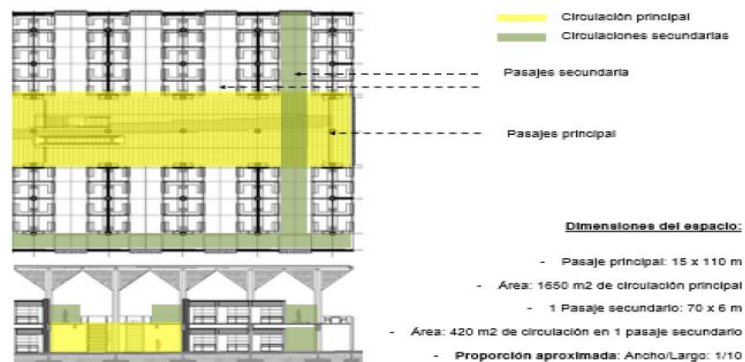 Circulación principal
Circulaciones secundarias
Pasajes secundaria
Pasajes principal
Dimensiones del espacio:
- Pasaje principal: 15 x 110 m
- Área: 1650 m2 de circulación principal
- 1 Pasaje secundario: 70 x 6 m
- Área: 420 m2 de circulación en 1 pasaje secundario
- Proporción aproximada: Ancho/Largo: 1/10